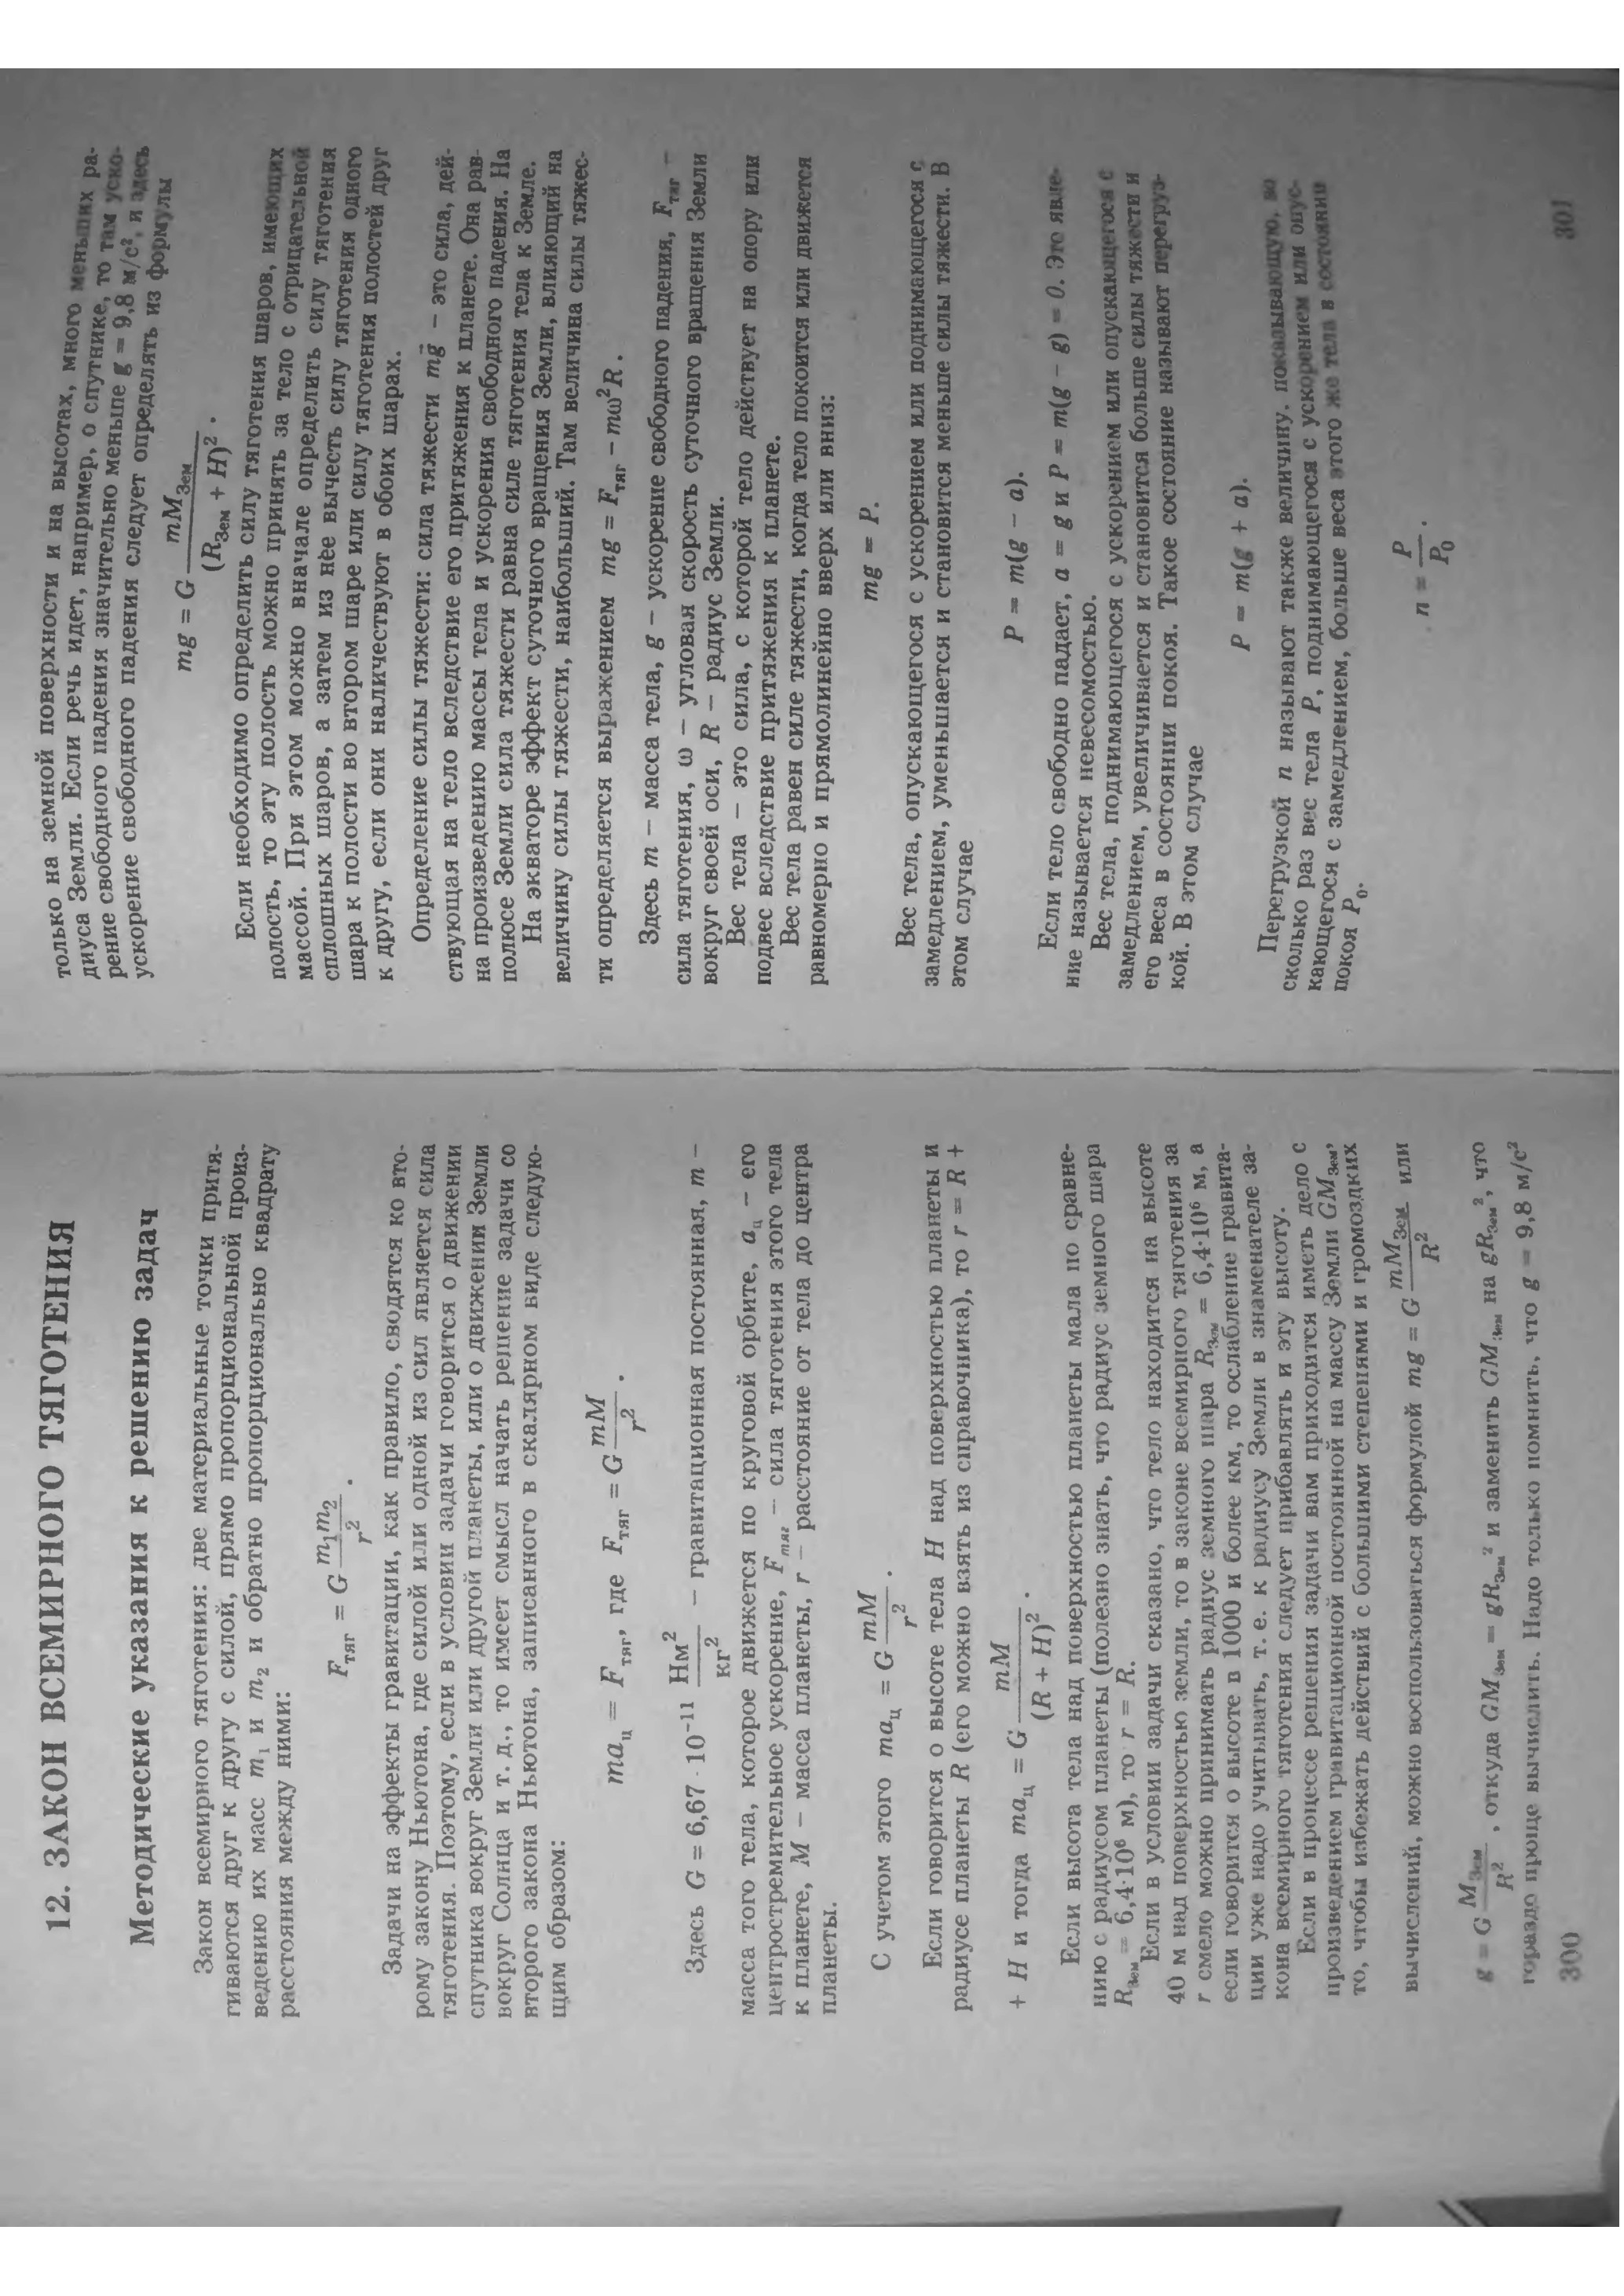 12. ЗАКОН ВСЕМИРНОГО ТЯГОТЕНИЯ
Методические указания к решению задач
Закон всемирного тяготения: две материальные точки притя-
гиваются друг к другу с силой, прямо пропорциональной произ-
ведению их масс m₁ и m₂ и обратно пропорционально квадрату
расстояния между ними:
Fтяг = G m₁m₂ / r² .
Задачи на эффекты гравитации, как правило, сводятся ко вто-
рому закону Ньютона, где силой или одной из сил является сила
тяготения. Поэтому, если в условии задачи говорится о движении
спутника вокруг Земли или другой планеты, или о движении Земли
вокруг Солнца и т. д., то имеет смысл начать решение задачи со
второго закона Ньютона, записанного в скалярном виде следую-
щим образом:
maц = Fтяг, где Fтяг = G mM / r² .
Здесь G = 6,67 · 10⁻¹¹ Нм² / кг² – гравитационная постоянная, m –
масса того тела, которое движется по круговой орбите, aц – его
центростремительное ускорение, Fтяг – сила тяготения этого тела
к планете, M – масса планеты, r – расстояние от тела до центра
планеты.
С учетом этого maц = G mM / r² .
Если говорится о высоте тела H над поверхностью планеты и
радиусе планеты R (его можно взять из справочника), то r = R +
+ H и тогда maц = G mM / (R + H)² .
Если высота тела над поверхностью планеты мала по сравне-
нию с радиусом планеты (полезно знать, что радиус земного шара
RЗем = 6,4·10⁶ м), то r = R.
Если в условии задачи сказано, что тело находится на высоте
40 м над поверхностью земли, то в законе всемирного тяготения за
r смело можно принимать радиус земного шара RЗем = 6,4·10⁶ м, а
если говорится о высоте в 1000 и более км, то ослабление гравита-
ции уже надо учитывать, т. е. к радиусу Земли в знаменателе за-
кона всемирного тяготения следует прибавлять и эту высоту.
Если в процессе решения задачи вам приходится иметь дело с
произведением гравитационной постоянной на массу Земли GMЗем,
то, чтобы избежать действий с большими степенями и громоздких
вычислений, можно воспользоваться формулой mg = G mMЗем / R² или
g = G MЗем / R² , откуда GMЗем = gRЗем² и заменить GMЗем на gRЗем², что
гораздо проще вычислить. Надо только помнить, что g = 9,8 м/с²
300
только на земной поверхности и на высотах, много меньших ра-
диуса Земли. Если речь идет, например, о спутнике, то там уско-
рение свободного падения значительно меньше g = 9,8 м/с², и здесь
ускорение свободного падения следует определять из формулы
mg = G mMЗем / (RЗем + H)² .
Если необходимо определить силу тяготения шаров, имеющих
полость, то эту полость можно принять за тело с отрицательной
массой. При этом можно вначале определить силу тяготения
сплошных шаров, а затем из нее вычесть силу тяготения одного
шара к полости во втором шаре или силу тяготения полостей друг
к другу, если они наличествуют в обоих шарах.
Определение силы тяжести: сила тяжести mg⃗ – это сила, дей-
ствующая на тело вследствие его притяжения к планете. Она рав-
на произведению массы тела и ускорения свободного падения. На
полюсе Земли сила тяжести равна силе тяготения тела к Земле.
На экваторе эффект суточного вращения Земли, влияющий на
величину силы тяжести, наибольший. Там величина силы тяжес-
ти определяется выражением mg = Fтяг – mω²R .
Здесь m – масса тела, g – ускорение свободного падения, Fтяг –
сила тяготения, ω – угловая скорость суточного вращения Земли
вокруг своей оси, R – радиус Земли.
Вес тела – это сила, с которой тело действует на опору или
подвес вследствие притяжения к планете.
Вес тела равен силе тяжести, когда тело покоится или движется
равномерно и прямолинейно вверх или вниз:
mg = P.
Вес тела, опускающегося с ускорением или поднимающегося с
замедлением, уменьшается и становится меньше силы тяжести. В
этом случае
P = m(g – a).
Если тело свободно падает, a = g и P = m(g – g) = 0. Это явле-
ние называется невесомостью.
Вес тела, поднимающегося с ускорением или опускающегося с
замедлением, увеличивается и становится больше силы тяжести и
его веса в состоянии покоя. Такое состояние называют перегруз-
кой. В этом случае
P = m(g + a).
Перегрузкой n называют также величину, показывающую, во
сколько раз вес тела P, поднимающегося с ускорением или опус-
кающегося с замедлением, больше веса этого же тела в состоянии
покоя P₀.
n = P / P₀ .
301